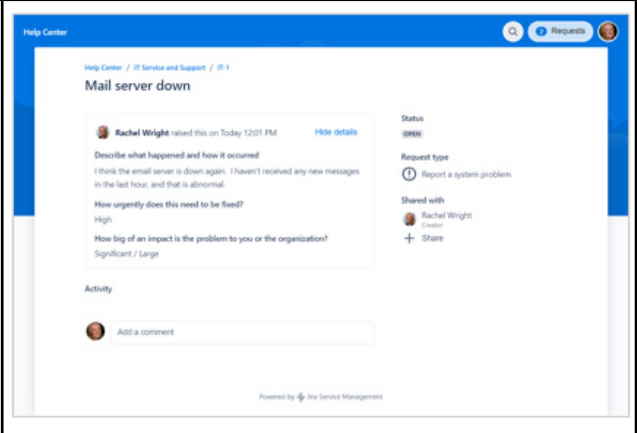 Help Center
2 Requests
Help Center / IT Service and Support / IT-1
Mail server down
Rachel Wright raised this on Today 12:01 PM Hide details
Describe what happened and how it occurred
I think the email server is down again. I haven't received any new messages
in the last hour, and that is abnormal.
How urgently does this need to be fixed?
High
How big of an impact is the problem to you or the organization?
Significant / Large
Activity
Add a comment
Status
OPEN
Request type
Report a system problem
Shared with
Rachel Wright
Creator
Share
Powered by Jira Service Management